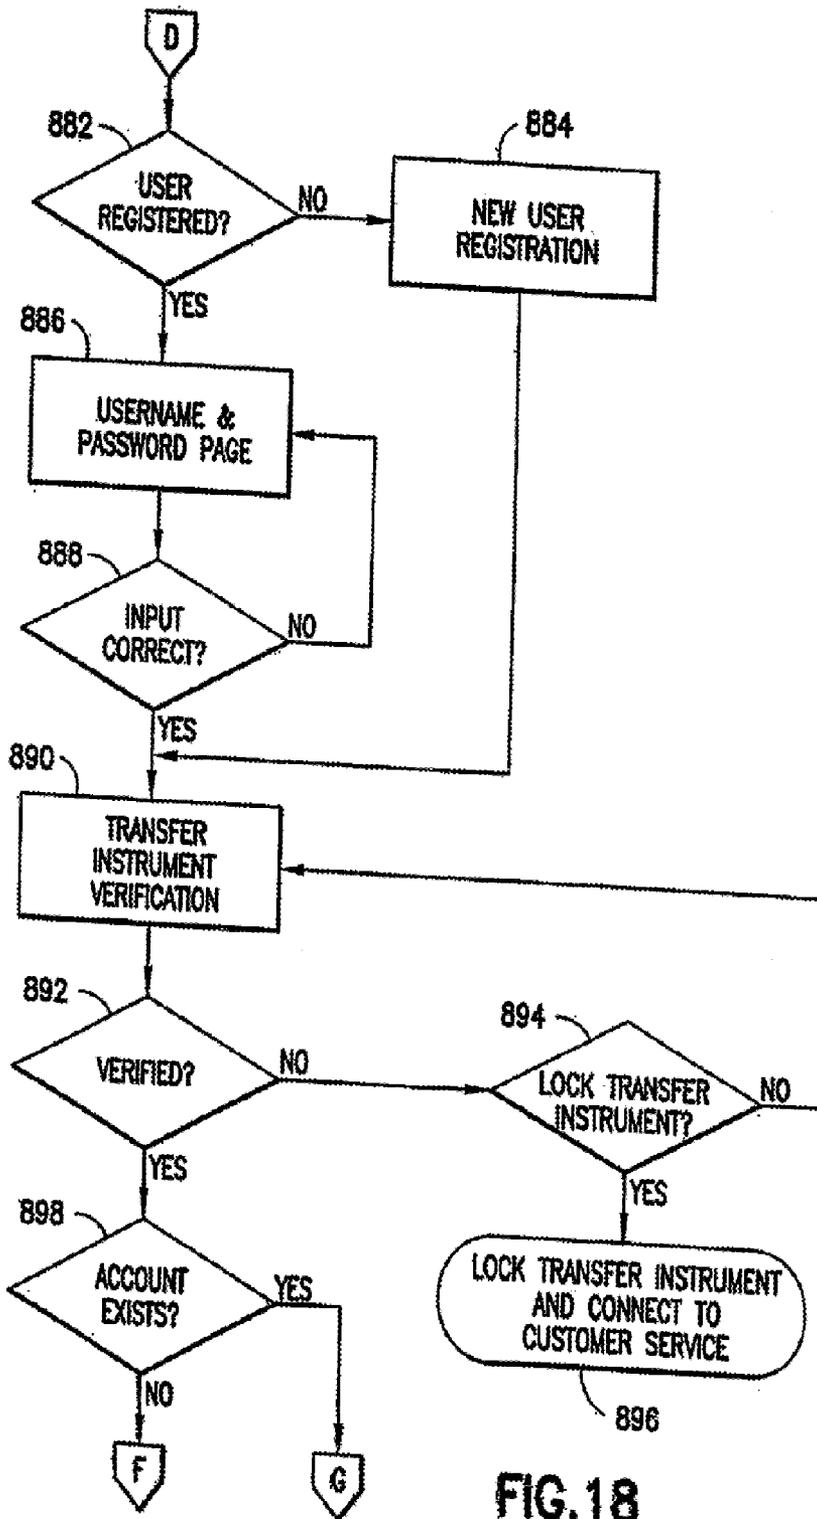 D
882
USER
REGISTERED?
NO
884
NEW USER
REGISTRATION
YES
886
USERNAME &
PASSWORD PAGE
888
INPUT
CORRECT?
NO
YES
890
TRANSFER
INSTRUMENT
VERIFICATION
892
VERIFIED?
NO
894
LOCK TRANSFER
INSTRUMENT?
NO
YES
YES
898
ACCOUNT
EXISTS?
YES
LOCK TRANSFER INSTRUMENT
AND CONNECT TO
CUSTOMER SERVICE
896
NO
F
G
FIG.18